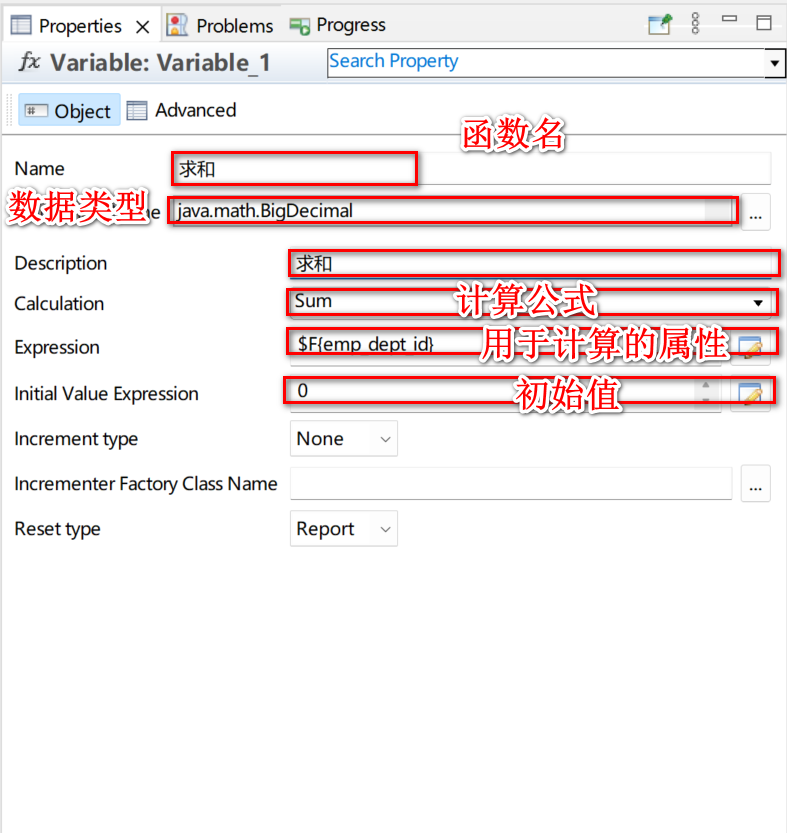 Properties Problems Progress
fx Variable: Variable_1 Search Property
Object Advanced
函数名
Name 求和
数据类型 me java.math.BigDecimal ...
Description 求和
Calculation Sum 计算公式
Expression $F{emp_dept_id} 用于计算的属性
Initial Value Expression 0 初始值
Increment type None
Incrementer Factory Class Name ...
Reset type Report